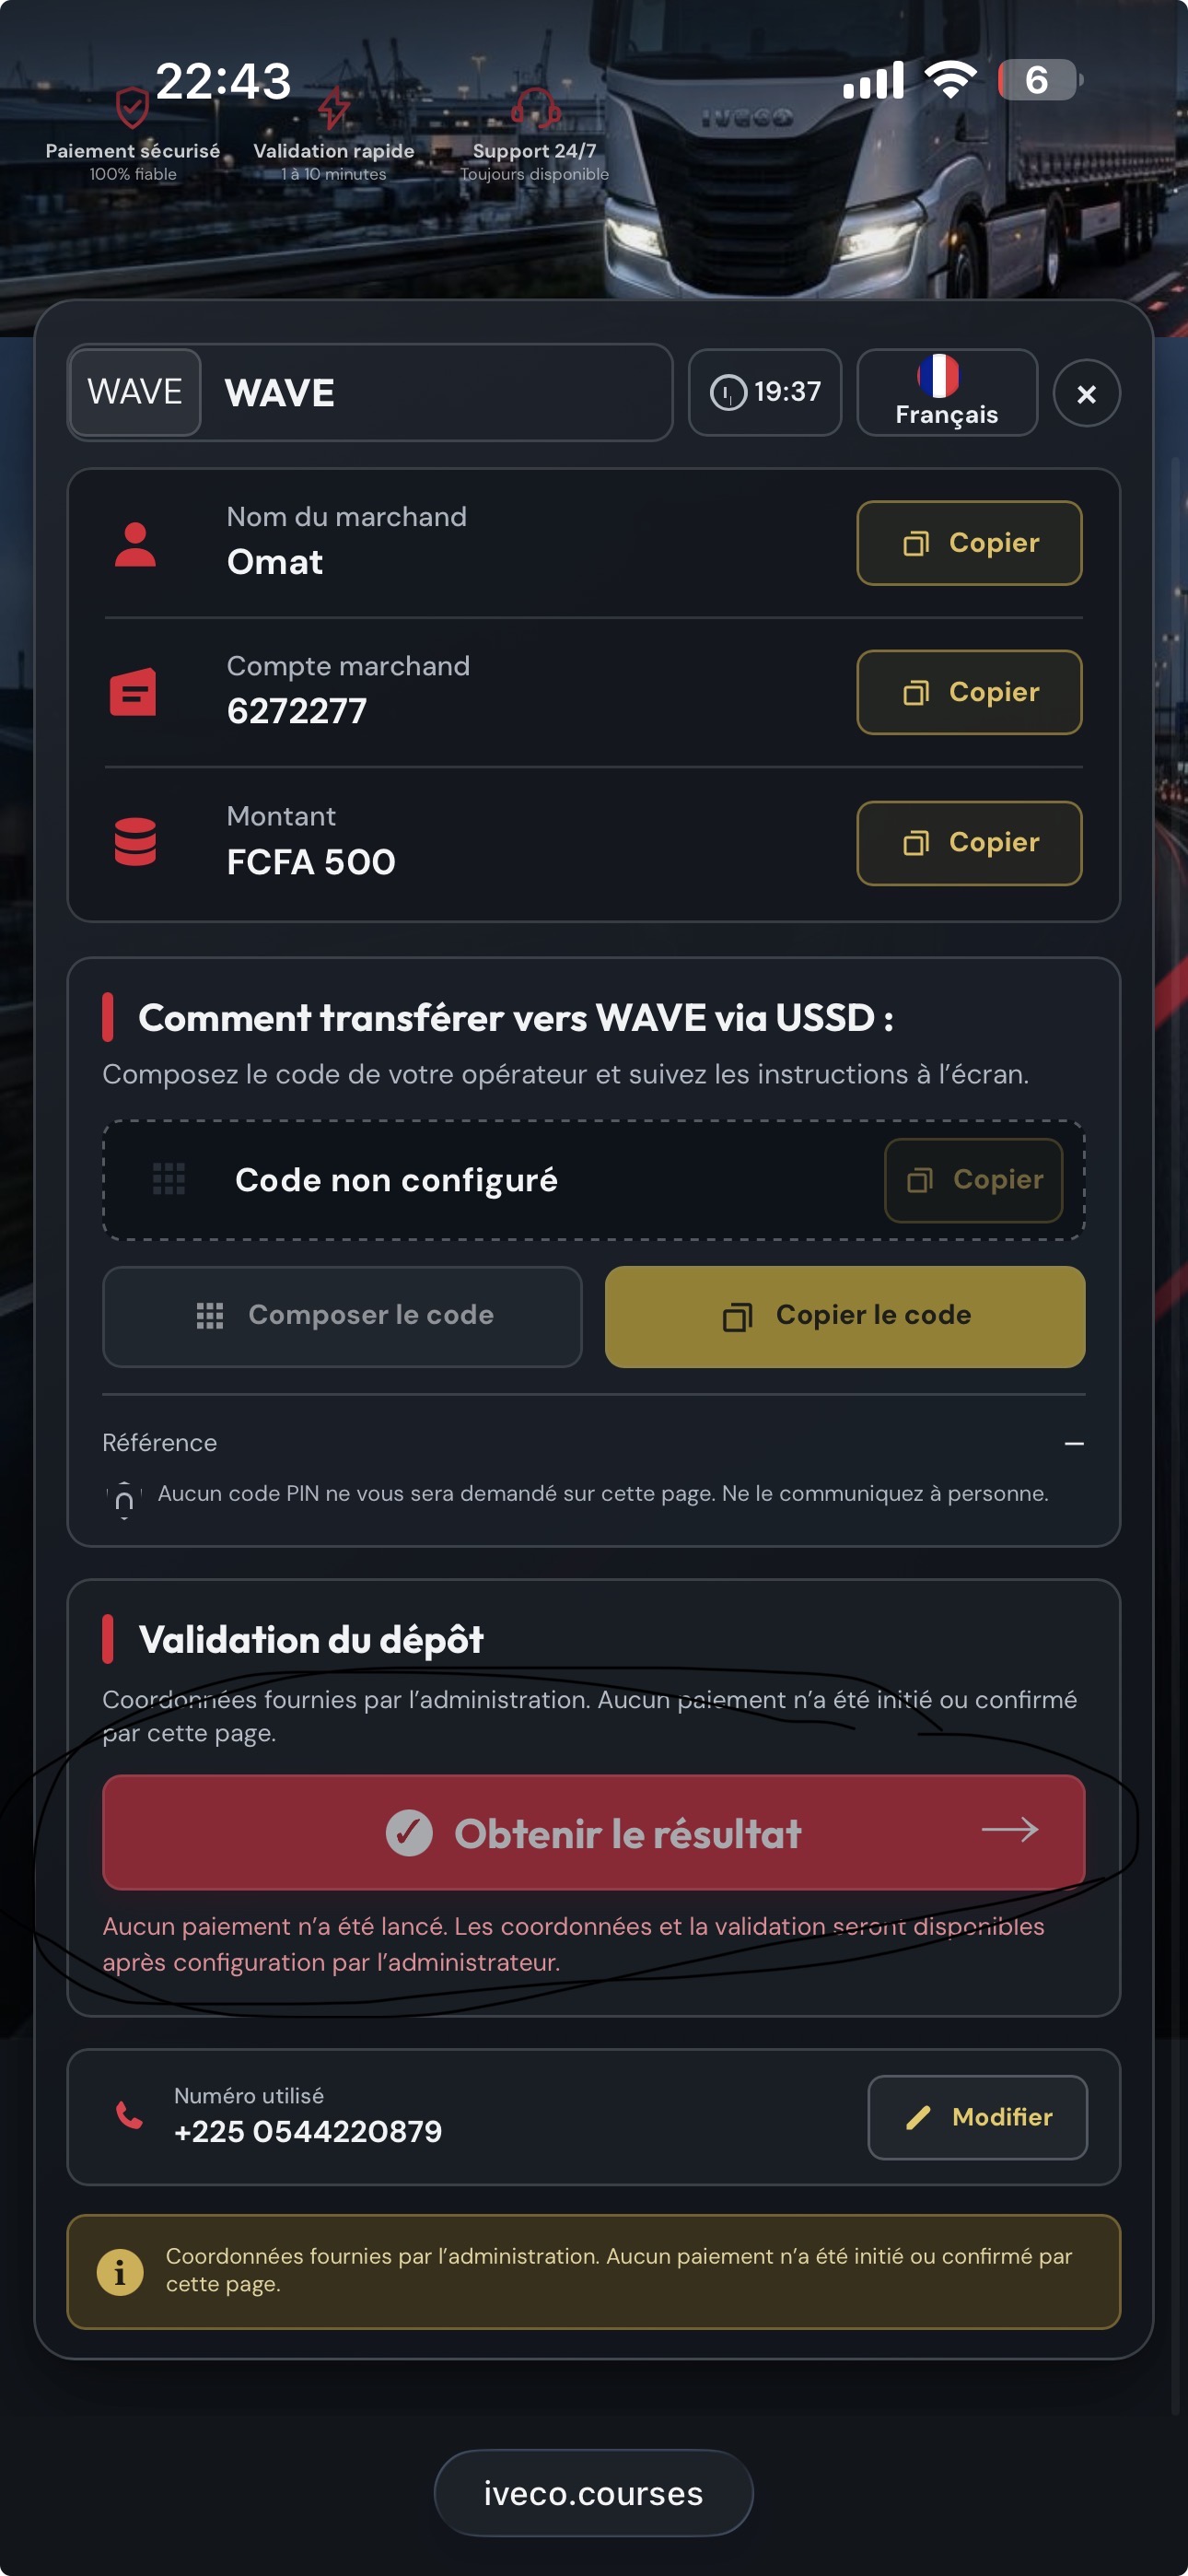 22:43
6
IVECO
Paiement sécurisé
100% fiable
Validation rapide
1 à 10 minutes
Support 24/7
Toujours disponible
WAVE
WAVE
19:37
Français
×
Nom du marchand
Omat
Copier
Compte marchand
6272277
Copier
Montant
FCFA 500
Copier
Comment transférer vers WAVE via USSD :
Composez le code de votre opérateur et suivez les instructions à l’écran.
Code non configuré
Copier
Composer le code
Copier le code
Référence
–
Aucun code PIN ne vous sera demandé sur cette page. Ne le communiquez à personne.
Validation du dépôt
Coordonnées fournies par l’administration. Aucun paiement n’a été initié ou confirmé
par cette page.
Obtenir le résultat
Aucun paiement n’a été lancé. Les coordonnées et la validation seront disponibles
après configuration par l’administrateur.
Numéro utilisé
+225 0544220879
Modifier
Coordonnées fournies par l’administration. Aucun paiement n’a été initié ou confirmé par
cette page.
iveco.courses